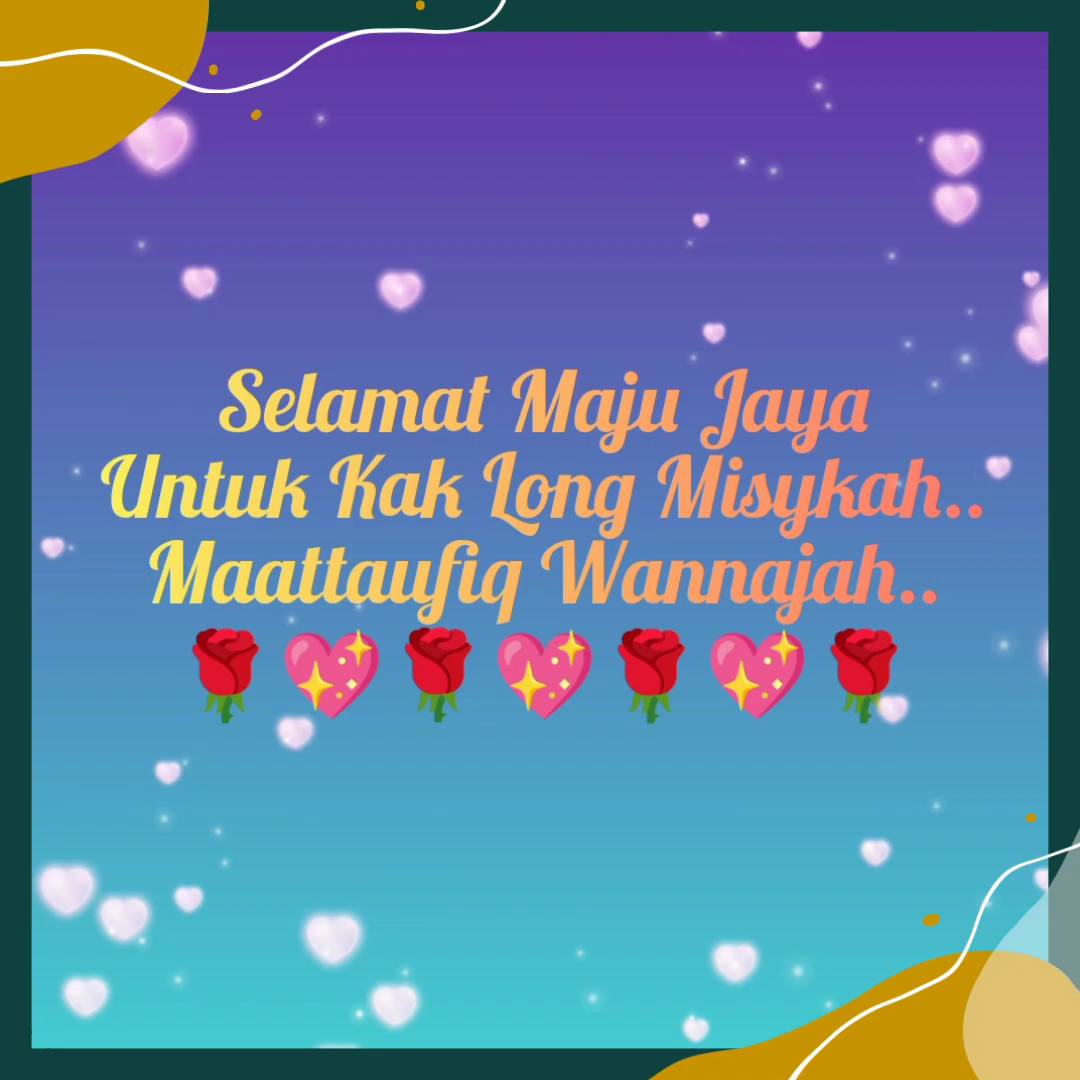 Selamat Maju Jaya
Untuk Kak Long Misykah..
Maattaufiq Wannajah..
🌹💖🌹💖🌹💖🌹